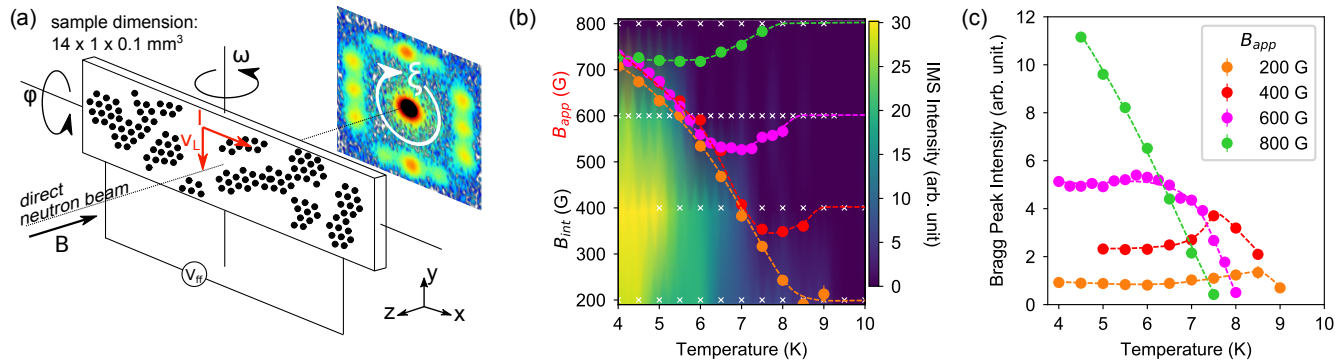 (a)
sample dimension:
14 x 1 x 0.1 mm³
ω
φ
ξ
I
v_L
direct
neutron beam
B
V_ff
y
z
x
(b)
800
700
600
500
400
300
200
B_int (G) B_app (G)
4 5 6 7 8 9 10
Temperature (K)
30
25
20
15
10
5
0
IMS Intensity (arb. unit)
(c)
12
10
8
6
4
2
0
Bragg Peak Intensity (arb. unit.)
B_app
200 G
400 G
600 G
800 G
4 5 6 7 8 9 10
Temperature (K)